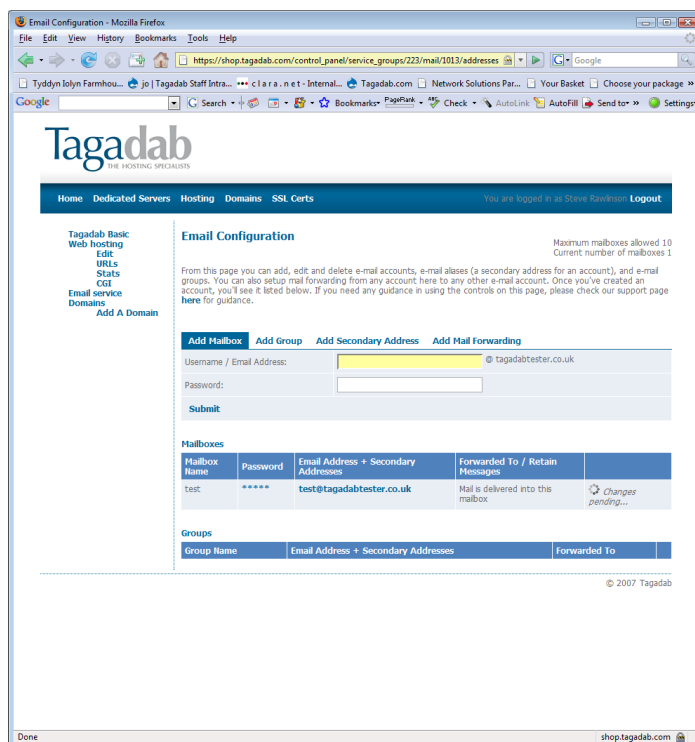 Email Configuration - Mozilla Firefox
File Edit View History Bookmarks Tools Help
https://shop.tagadab.com/control_panel/service_groups/223/mail/1013/addresses G Google
Tyddyn Iolyn Farmhou... jo | Tagadab Staff Intra... c l a r a . n e t - Internal... Tagadab.com Network Solutions Par... Your Basket Choose your package »
Google G Search Bookmarks PageRank ABC Check AutoLink AutoFill Send to » Settings
Tagadab
THE HOSTING SPECIALISTS
Home Dedicated Servers Hosting Domains SSL Certs You are logged in as Steve Rawlinson Logout
Tagadab Basic
Web hosting
Edit
URLs
Stats
CGI
Email service
Domains
Add A Domain
Email Configuration
Maximum mailboxes allowed 10
Current number of mailboxes 1
From this page you can add, edit and delete e-mail accounts, e-mail aliases (a secondary address for an account), and e-mail
groups. You can also setup mail forwarding from any account here to any other e-mail account. Once you've created an
account, you'll see it listed below. If you need any guidance in using the controls on this page, please check our support page
here for guidance.
Add Mailbox Add Group Add Secondary Address Add Mail Forwarding
Username / Email Address: @ tagadabtester.co.uk
Password:
Submit
Mailboxes
Mailbox Name Password Email Address + Secondary Addresses Forwarded To / Retain Messages
test ***** test@tagadabtester.co.uk Mail is delivered into this mailbox Changes pending...
Groups
Group Name Email Address + Secondary Addresses Forwarded To
© 2007 Tagadab
Done shop.tagadab.com